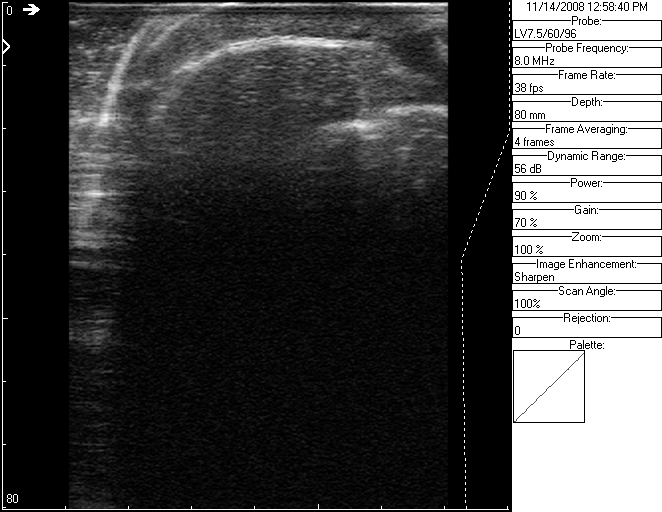 0
80
11/14/2008 12:58:40 PM
Probe:
LV7.5/60/96
Probe Frequency:
8.0 MHz
Frame Rate:
38 fps
Depth:
80 mm
Frame Averaging:
4 frames
Dynamic Range:
56 dB
Power:
90 %
Gain:
70 %
Zoom:
100 %
Image Enhancement:
Sharpen
Scan Angle:
100%
Rejection:
0
Palette: